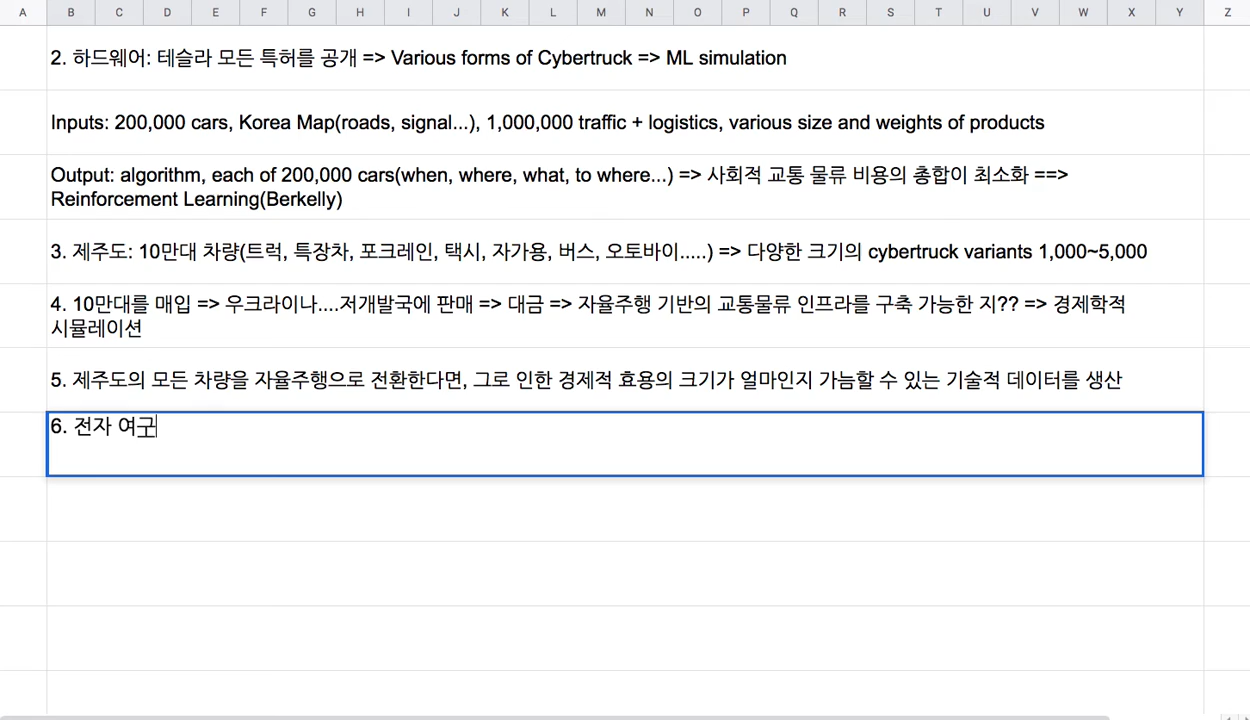 A B C D E F G H I J K L M N O P Q R S T U V W X Y Z
2. 하드웨어: 테슬라 모든 특허를 공개 => Various forms of Cybertruck => ML simulation
Inputs: 200,000 cars, Korea Map(roads, signal...), 1,000,000 traffic + logistics, various size and weights of products
Output: algorithm, each of 200,000 cars(when, where, what, to where...) => 사회적 교통 물류 비용의 총합이 최소화 ==>
Reinforcement Learning(Berkelly)
3. 제주도: 10만대 차량(트럭, 특장차, 포크레인, 택시, 자가용, 버스, 오토바이.....) => 다양한 크기의 cybertruck variants 1,000~5,000
4. 10만대를 매입 => 우크라이나....저개발국에 판매 => 대금 => 자율주행 기반의 교통물류 인프라를 구축 가능한 지?? => 경제학적
시뮬레이션
5. 제주도의 모든 차량을 자율주행으로 전환한다면, 그로 인한 경제적 효용의 크기가 얼마인지 가늠할 수 있는 기술적 데이터를 생산
6. 전자 여구